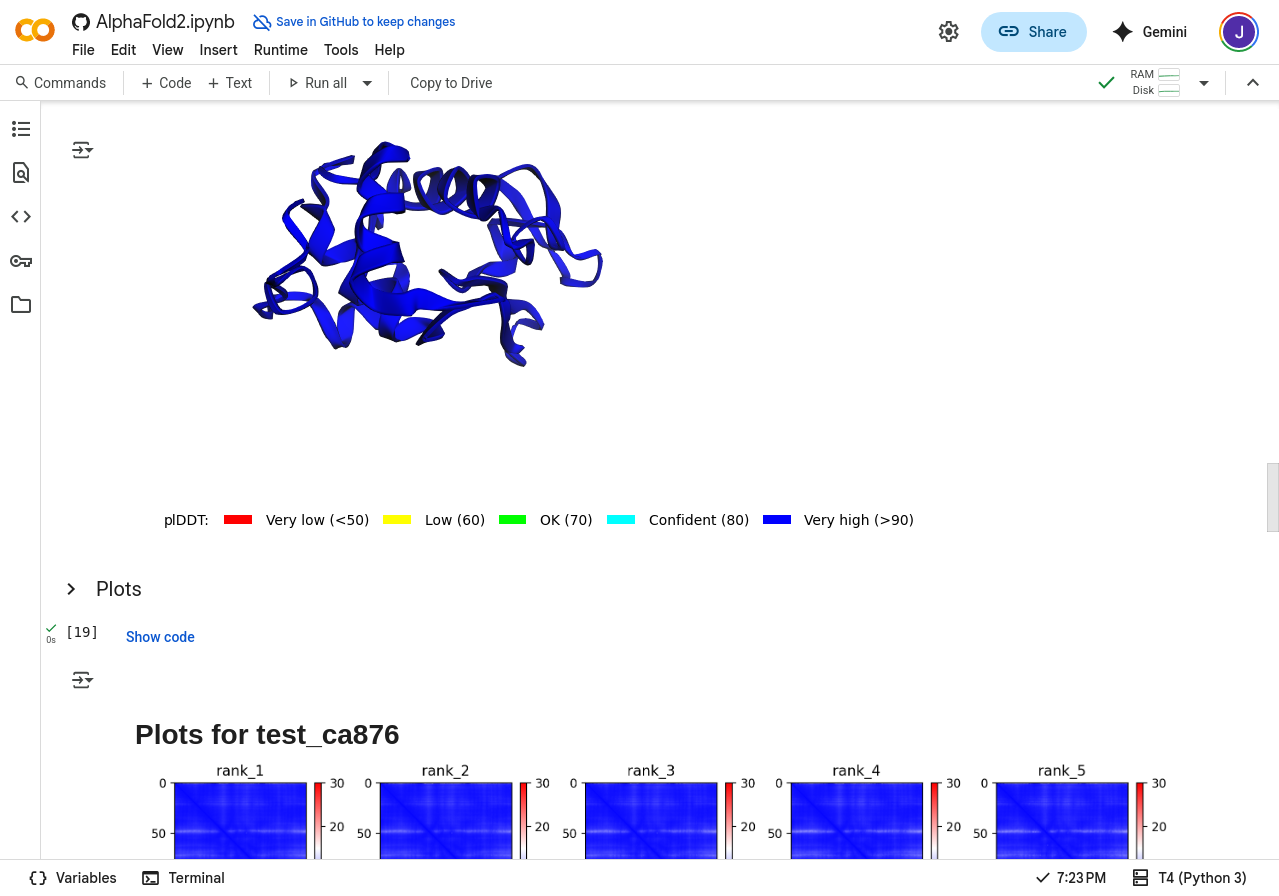 AlphaFold2.ipynb
Save in GitHub to keep changes
File Edit View Insert Runtime Tools Help
Share
Gemini
J
Commands + Code + Text Run all Copy to Drive
RAM
Disk
plDDT: Very low (<50) Low (60) OK (70) Confident (80) Very high (>90)
Plots
0s
[19]
Show code
Plots for test_ca876
rank_1 rank_2 rank_3 rank_4 rank_5
0 30 0 30 0 30 0 30 0 30
20 20 20 20 20
50 50 50 50 50
Variables Terminal 7:23 PM T4 (Python 3)